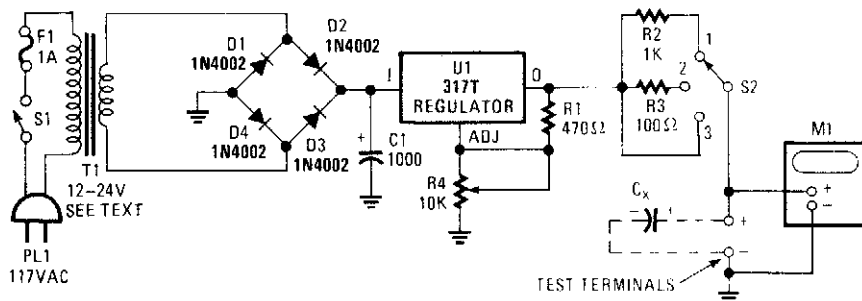 F1
1A
S1
PL1
117VAC
T1
12-24V
SEE TEXT
D1
1N4002
D2
1N4002
D4
1N4002
D3
1N4002
+
C1
1000
I
U1
317T
REGULATOR
O
ADJ
R1
470Ω
R4
10K
R2
1K
1
2
R3
100Ω
3
S2
M1
+
−
Cx
− +
+
−
TEST TERMINALS